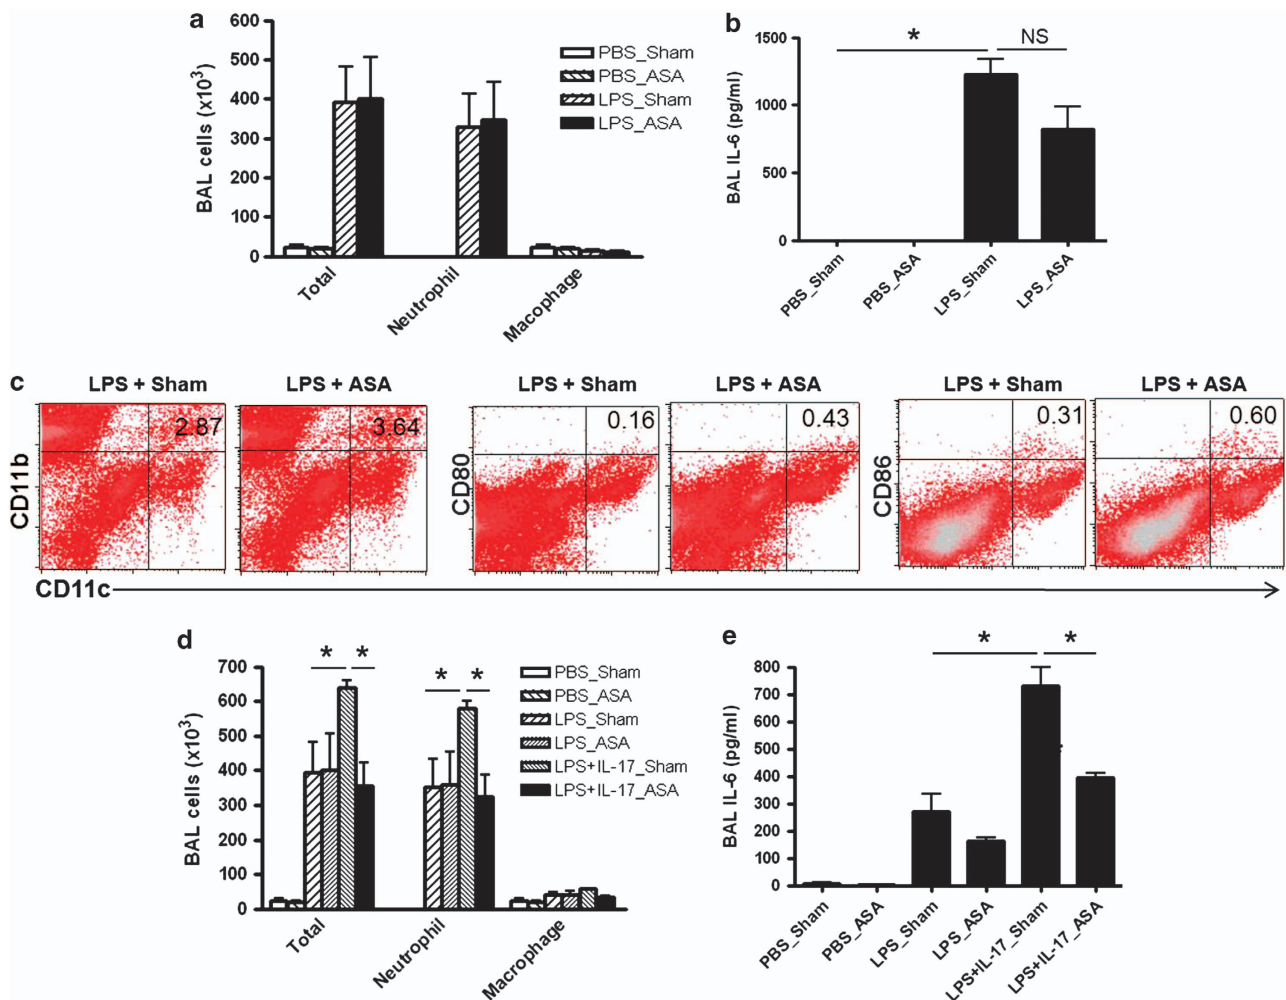 a
BAL cells (x10³)
600
500
400
300
200
100
0
Total
Neutrophil
Macophage
PBS_Sham
PBS_ASA
LPS_Sham
LPS_ASA
b
BAL IL-6 (pg/ml)
1500
1000
500
0
*
NS
PBS_Sham
PBS_ASA
LPS_Sham
LPS_ASA
c
LPS + Sham
LPS + ASA
LPS + Sham
LPS + ASA
LPS + Sham
LPS + ASA
CD11b
2.87
3.64
CD80
0.16
0.43
CD86
0.31
0.60
CD11c
d
BAL cells (x10³)
700
600
500
400
300
200
100
0
* *
* *
Total
Neutrophil
Macrophage
PBS_Sham
PBS_ASA
LPS_Sham
LPS_ASA
LPS+IL-17_Sham
LPS+IL-17_ASA
e
BAL IL-6 (pg/ml)
800
700
600
500
400
300
200
100
0
* *
PBS_Sham
PBS_ASA
LPS_Sham
LPS_ASA
LPS+IL-17_Sham
LPS+IL-17_ASA